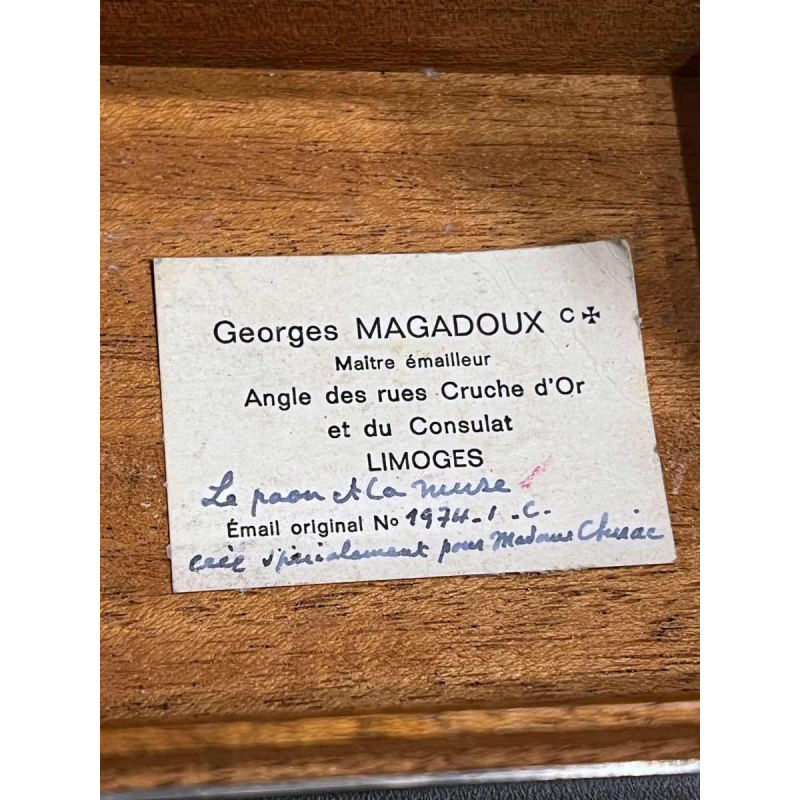 Georges MAGADOUX C✠
Maître émailleur
Angle des rues Cruche d'Or
et du Consulat
LIMOGES
Le paon et la muse
Émail original No 1974-1-C-
créé spécialement pour Madame Chirac